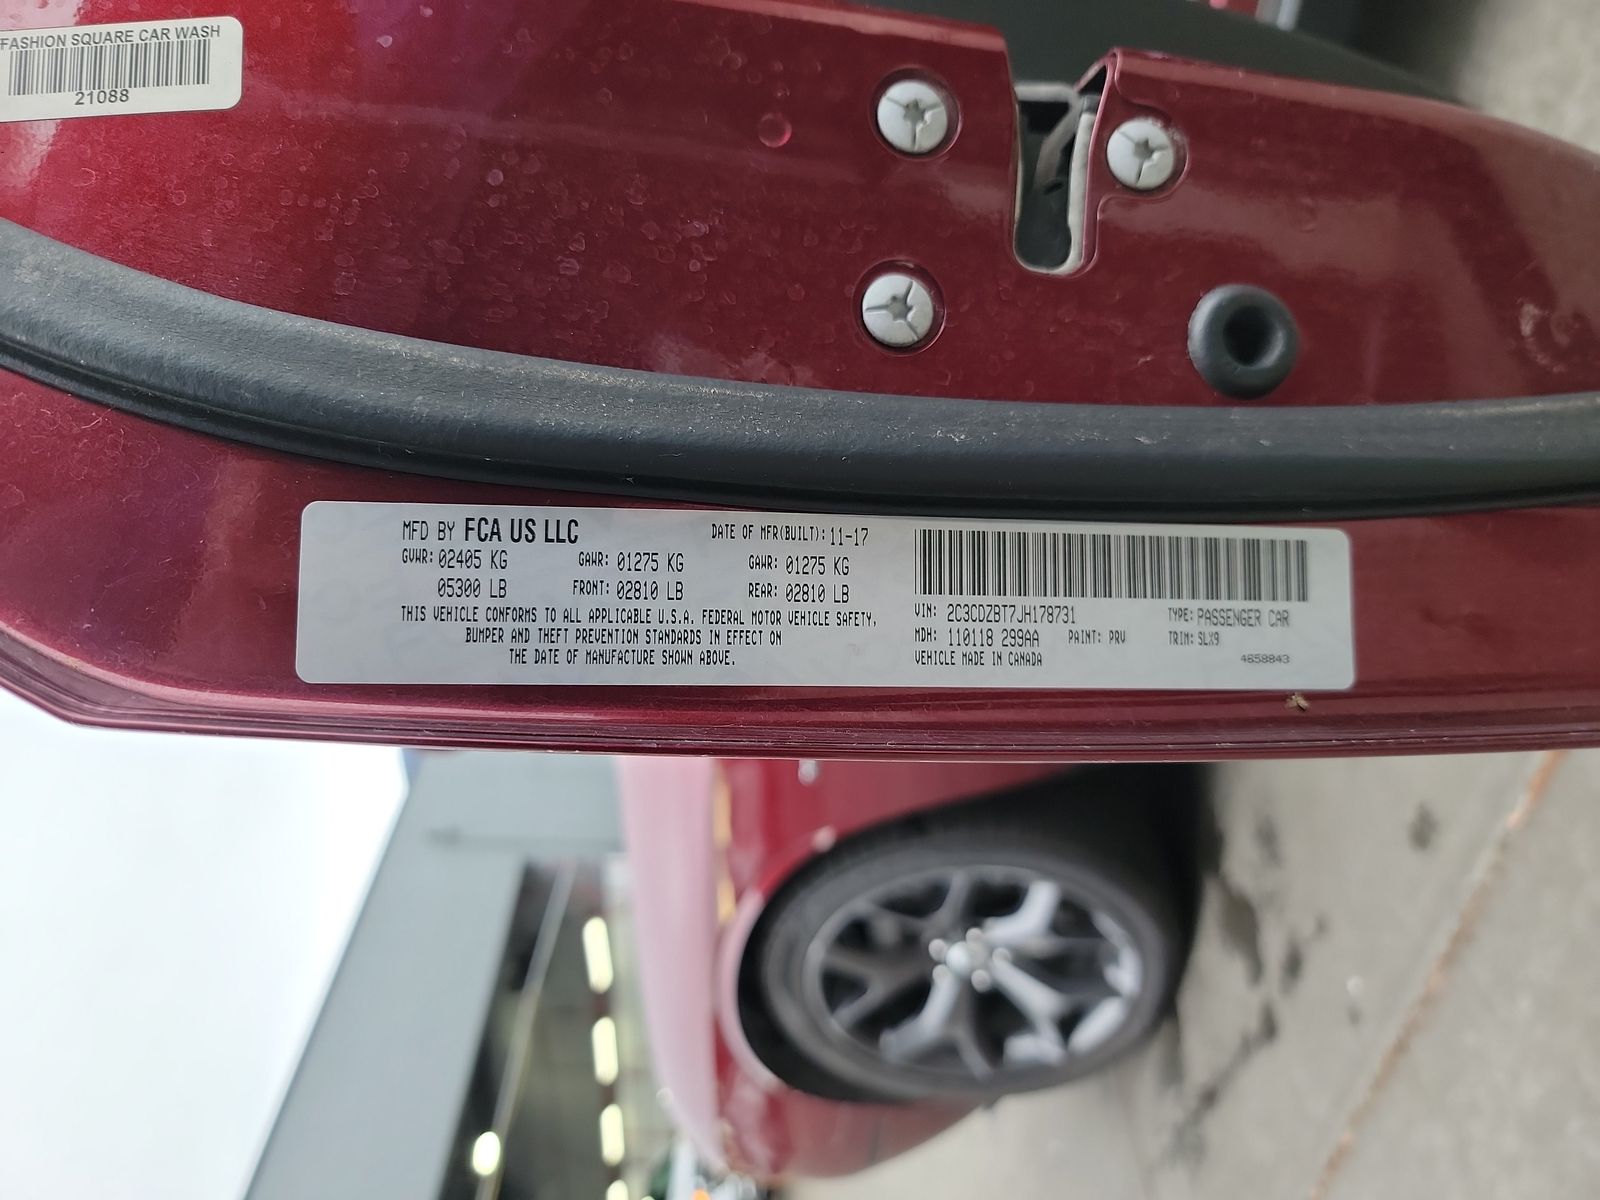 FASHION SQUARE CAR WASH
21088
MFD BY FCA US LLC
DATE OF MFR(BUILT): 11-17
GVWR: 02405 KG GAWR: 01275 KG GAWR: 01275 KG
05300 LB FRONT: 02810 LB REAR: 02810 LB
THIS VEHICLE CONFORMS TO ALL APPLICABLE U.S.A. FEDERAL MOTOR VEHICLE SAFETY,
BUMPER AND THEFT PREVENTION STANDARDS IN EFFECT ON
THE DATE OF MANUFACTURE SHOWN ABOVE.
VIN: 2C3CDZBT7JH178731 TYPE: PASSENGER CAR
MDH: 110118 299AA PAINT: PRV TRIM: SLX9
VEHICLE MADE IN CANADA 4658843